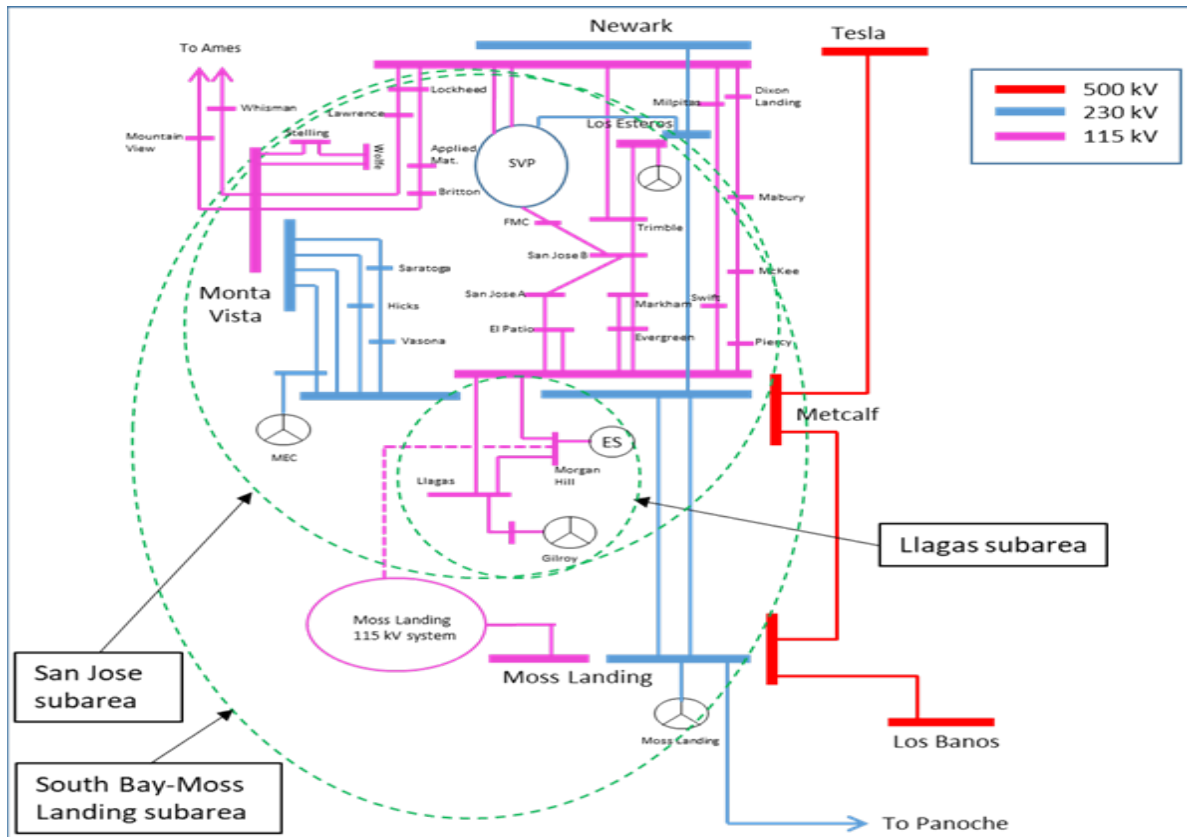 Newark
Tesla
To Ames
500 kV
230 kV
115 kV
Whisman
Lockheed
Lawrence
Milpitas
Dixon
Landing
Mountain
View
Stelling
Wolfe
Applied
Mat.
Britton
SVP
Los Esteros
Mabury
FMC
Trimble
San Jose B
Saratoga
McKee
Monta
Vista
Hicks
San Jose A
Markham
Swift
El Patio
Evergreen
Vasona
Piercy
Metcalf
MEC
ES
Morgan
Hill
Llagas
Gilroy
Llagas subarea
Moss Landing
115 kV system
San Jose
subarea
Moss Landing
Moss Landing
Los Banos
South Bay-Moss
Landing subarea
To Panoche